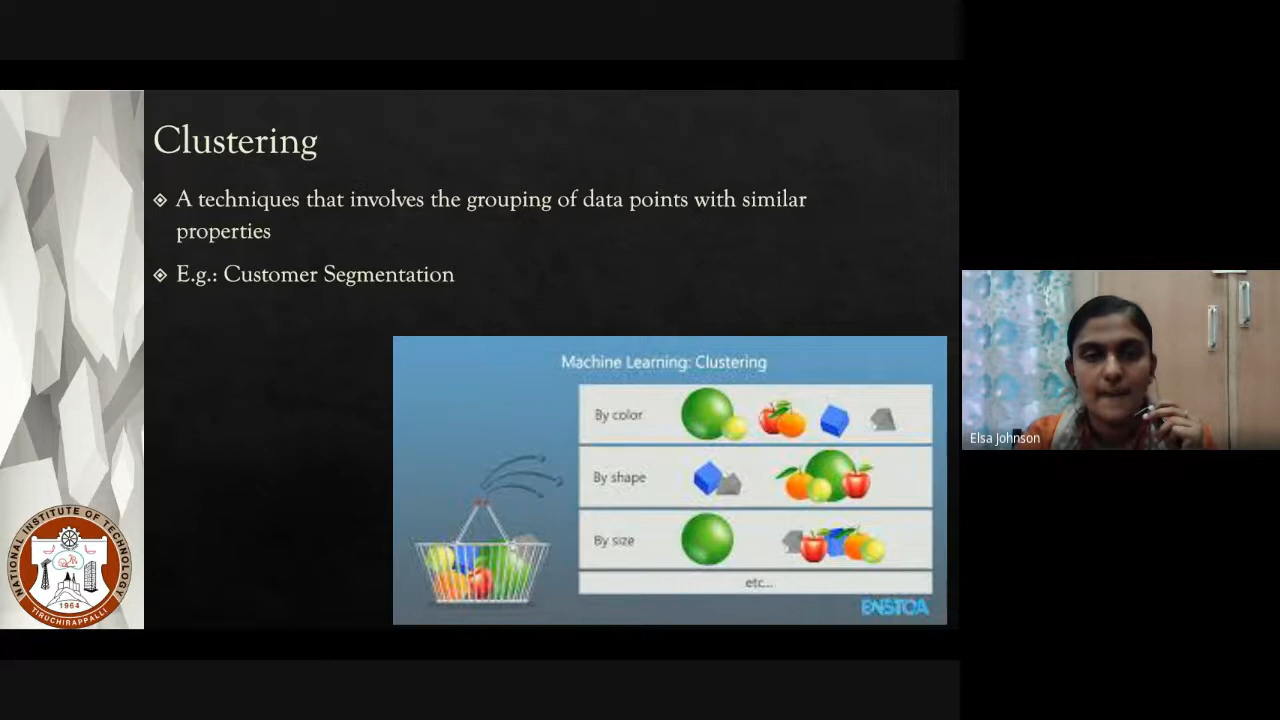 Clustering
A techniques that involves the grouping of data points with similar
properties
E.g.: Customer Segmentation
Machine Learning: Clustering
By color
By shape
By size
etc...
ENSTOA
NATIONAL INSTITUTE OF TECHNOLOGY
1964
TIRUCHIRAPPALLI
Elsa Johnson